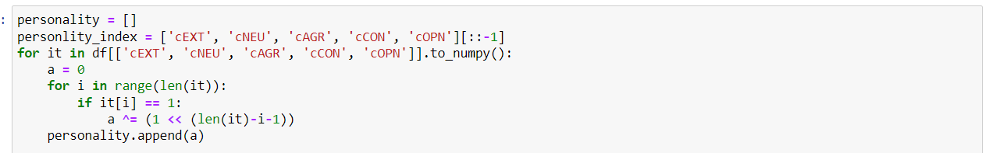 : personality = []
personlity_index = ['cEXT', 'cNEU', 'cAGR', 'cCON', 'cOPN'][::-1]
for it in df[['cEXT', 'cNEU', 'cAGR', 'cCON', 'cOPN']].to_numpy():
    a = 0
    for i in range(len(it)):
        if it[i] == 1:
            a ^= (1 << (len(it)-i-1))
    personality.append(a)